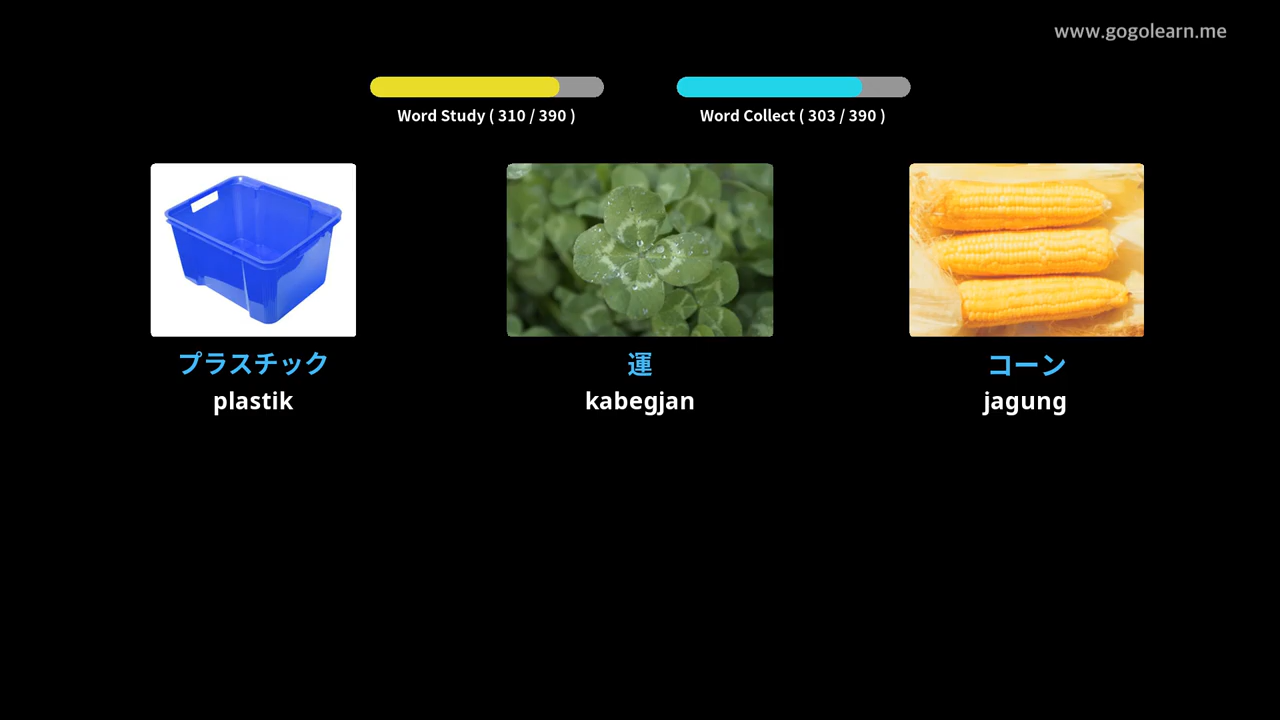 www.gogolearn.me
Word Study ( 310 / 390 )
Word Collect ( 303 / 390 )
プラスチック
plastik
運
kabegjan
コーン
jagung